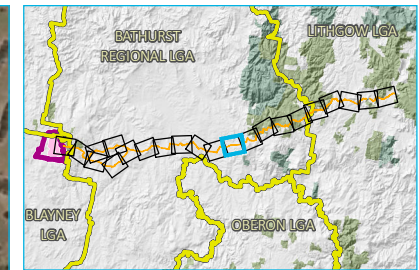 BATHURST
REGIONAL LGA
LITHGOW LGA
BLAYNEY
LGA
OBERON LGA